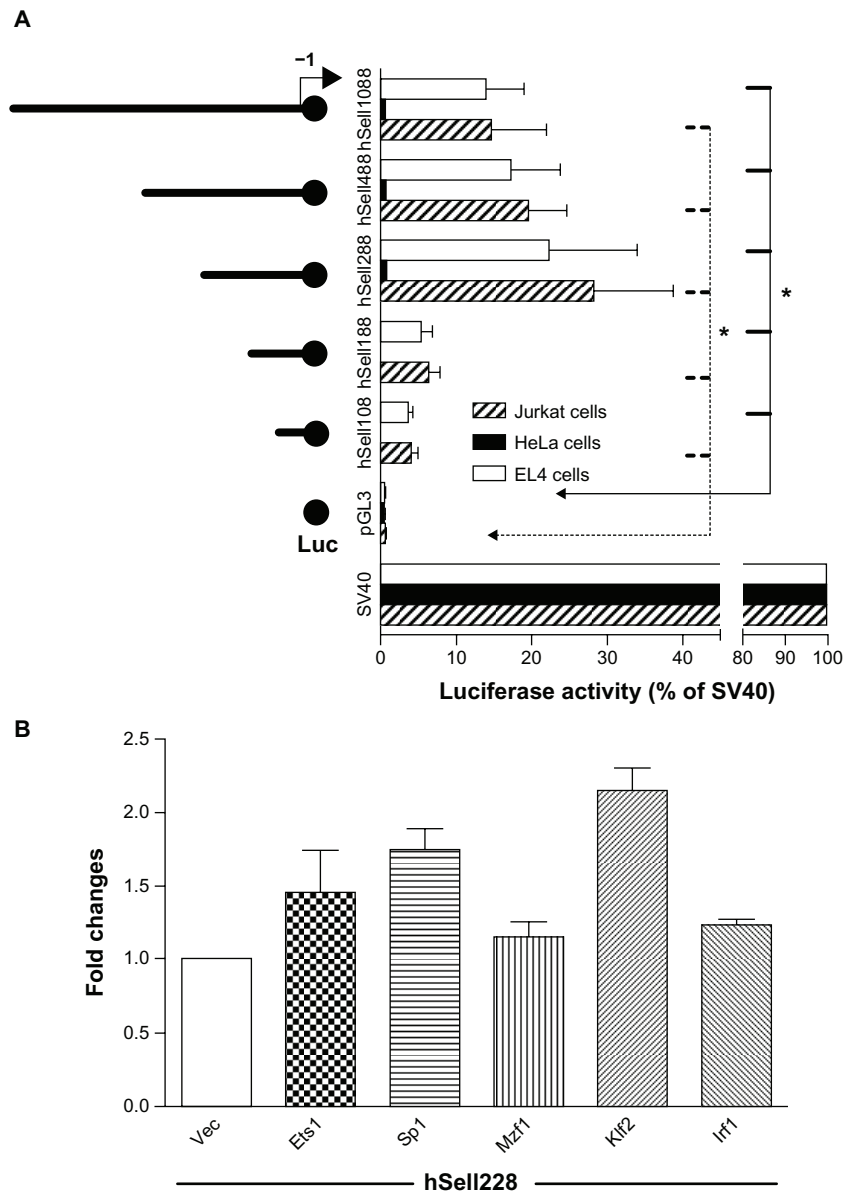 A
−1
hSell1088
hSell488
hSell288
hSell188
hSell108
pGL3
SV40
Luc
Jurkat cells
HeLa cells
EL4 cells
*
*
0 10 20 30 40 80 90 100
Luciferase activity (% of SV40)
B
Fold changes
2.5
2.0
1.5
1.0
0.5
0.0
Vec Ets1 Sp1 Mzf1 Klf2 Irf1
hSell228